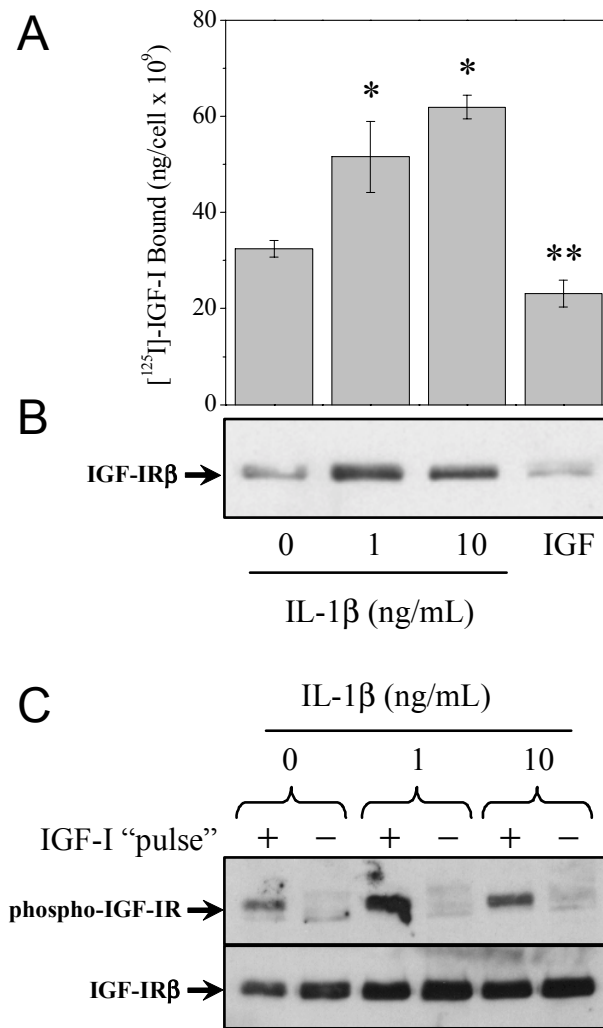 A
[¹²⁵I]-IGF-I Bound (ng/cell x 10⁹)
80
60
40
20
0
*
*
**
B
IGF-IRβ
0 1 10 IGF
IL-1β (ng/mL)
C
IL-1β (ng/mL)
0 1 10
IGF-I “pulse” + − + − + −
phospho-IGF-IR
IGF-IRβ